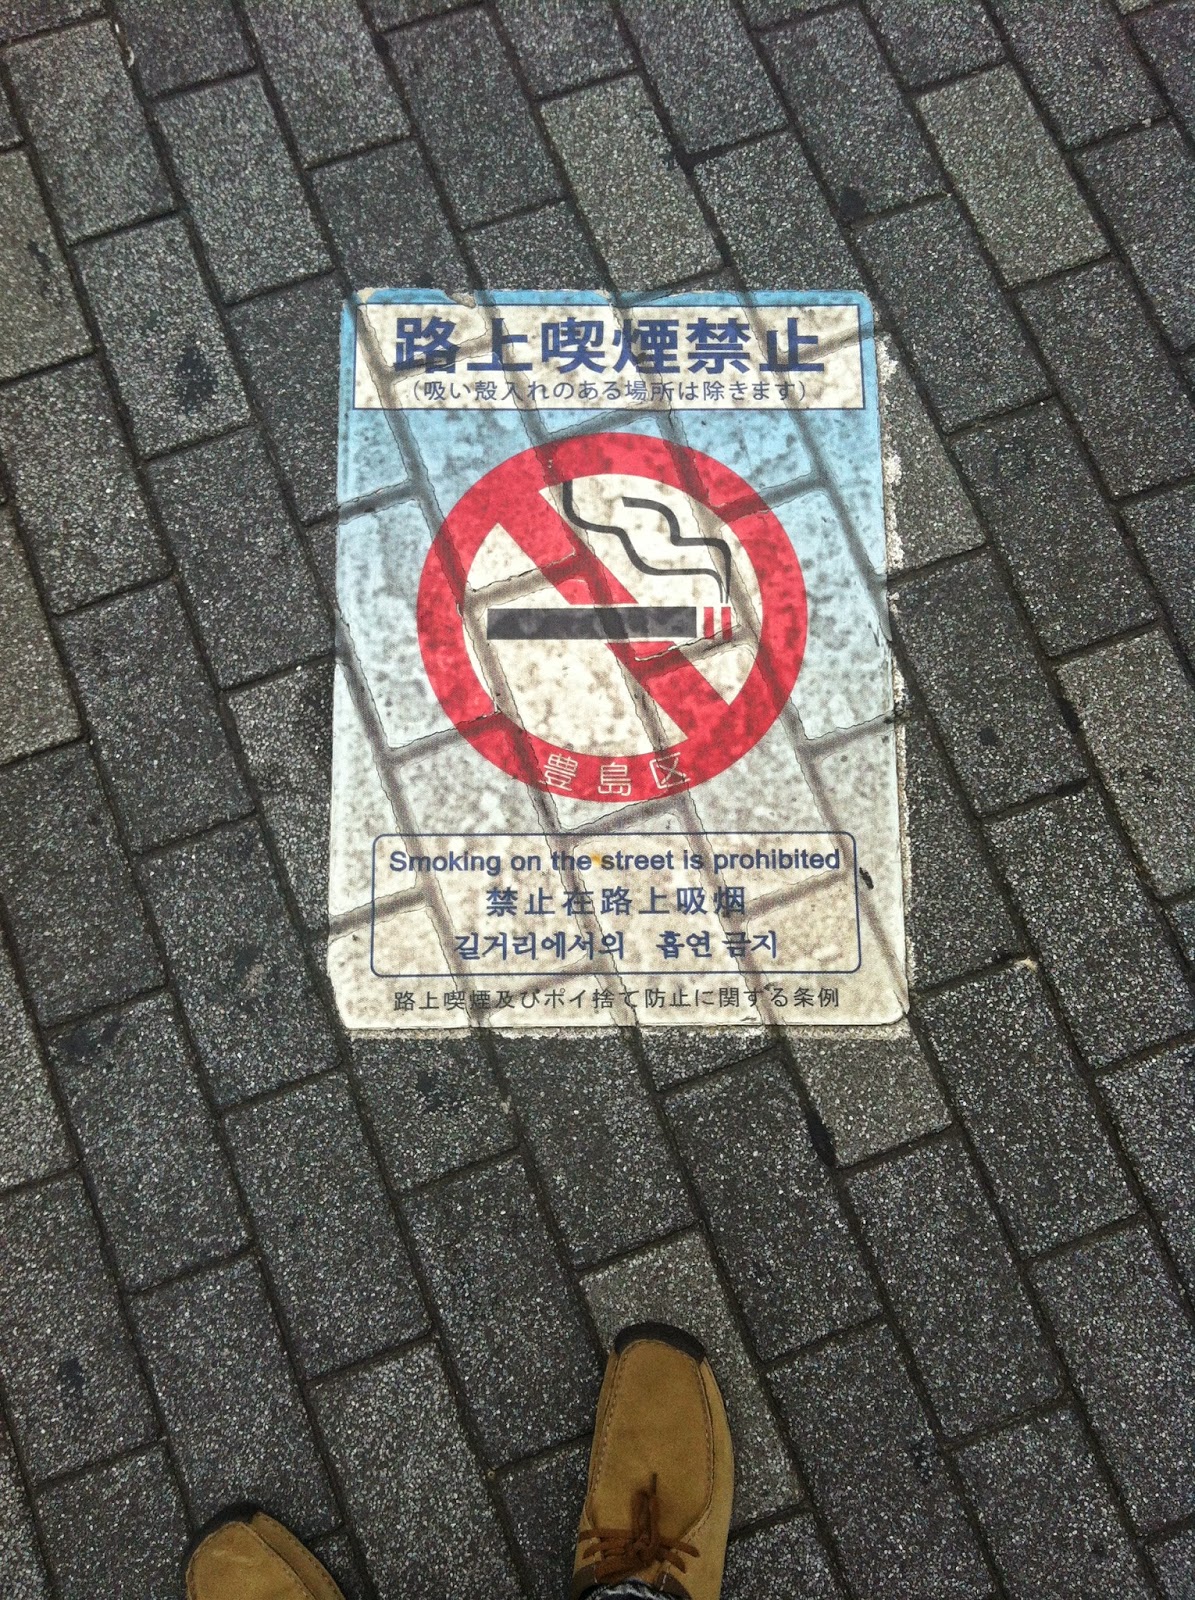 路上喫煙禁止
(吸い殻入れのある場所は除きます)
豊島区
Smoking on the street is prohibited
禁止在路上吸烟
길거리에서의 흡연 금지
路上喫煙及びポイ捨て防止に関する条例